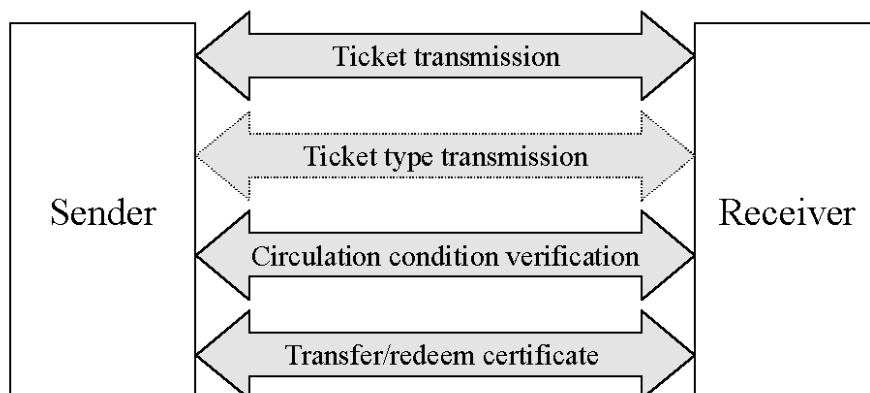 Ticket transmission
Ticket type transmission
Sender
Receiver
Circulation condition verification
Transfer/redeem certificate